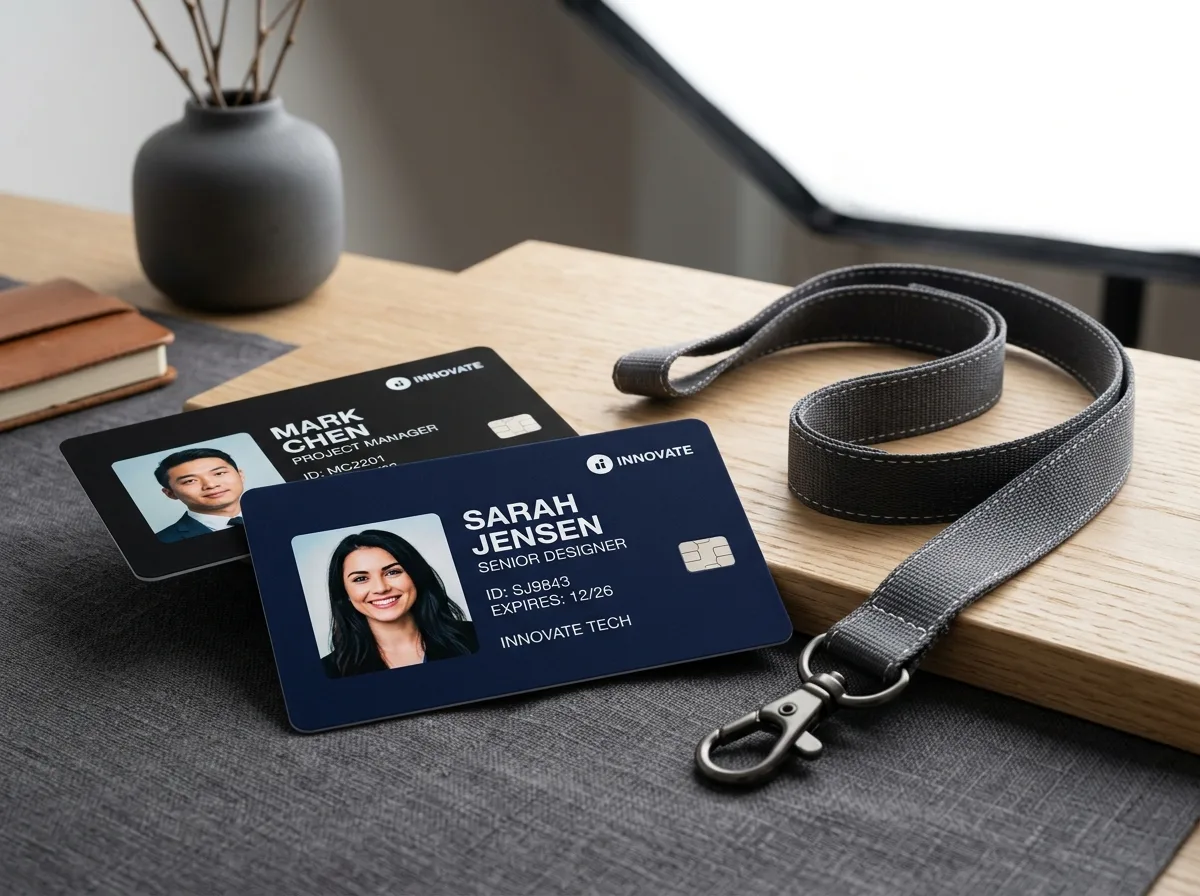 INNOVATE
MARK
CHEN
PROJECT MANAGER
ID: MC2201
INNOVATE
SARAH
JENSEN
SENIOR DESIGNER
ID: SJ9843
EXPIRES: 12/26
INNOVATE TECH